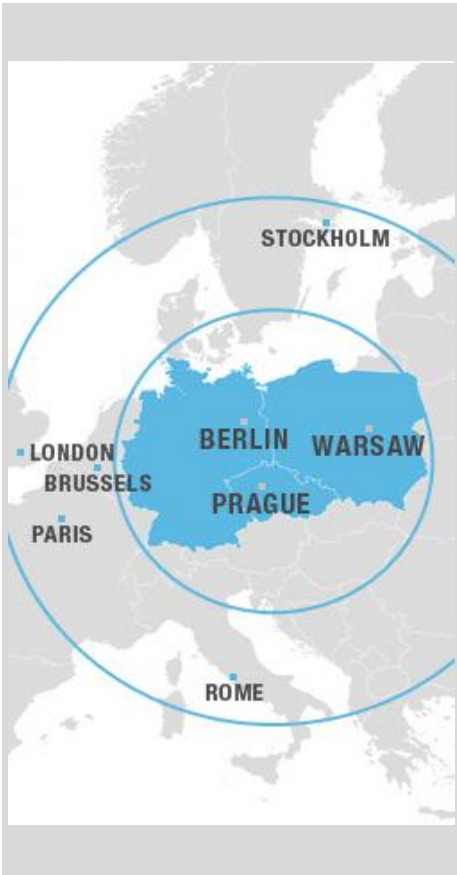 STOCKHOLM
BERLIN
WARSAW
LONDON
BRUSSELS
PRAGUE
PARIS
ROME